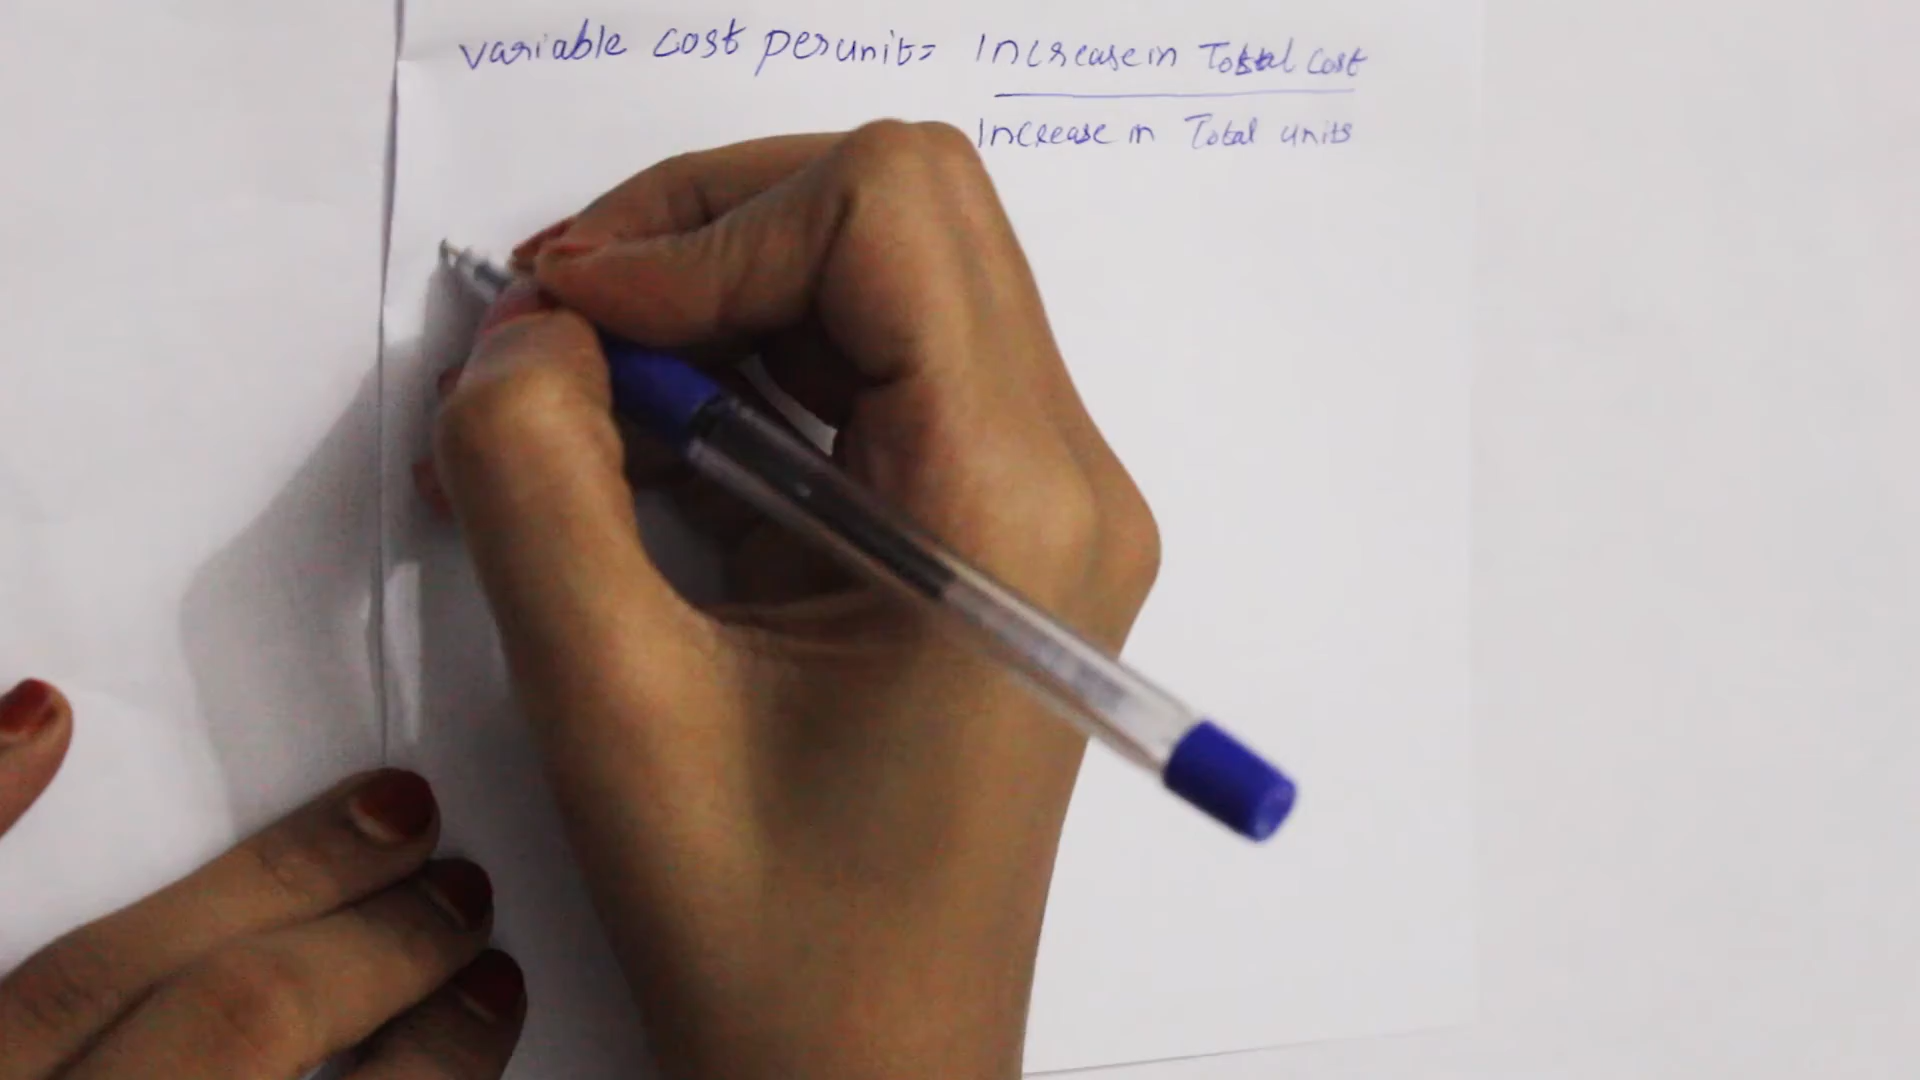 variable cost perunit= Increase in Total cost
Increase in Total units